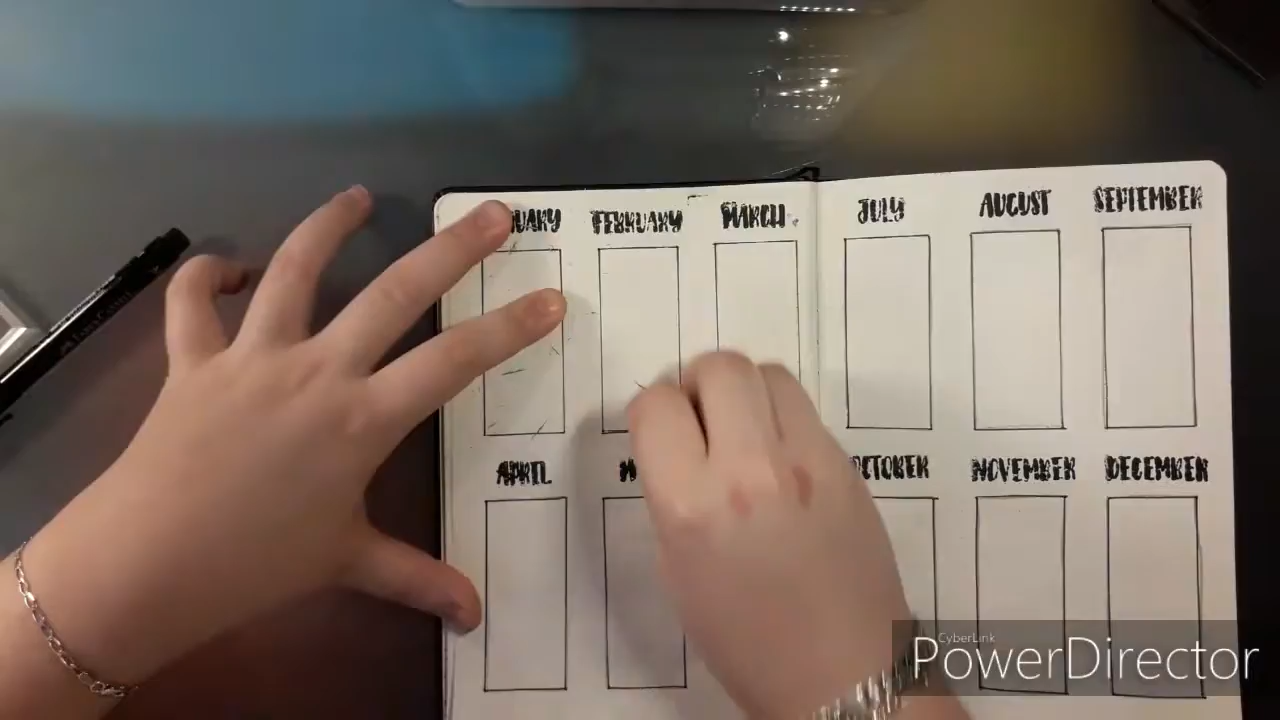 FEBRUARY
MARCH
JULY
AUGUST
SEPTEMBER
APRIL
NOVEMBER
DECEMBER
CyberLink
PowerDirector